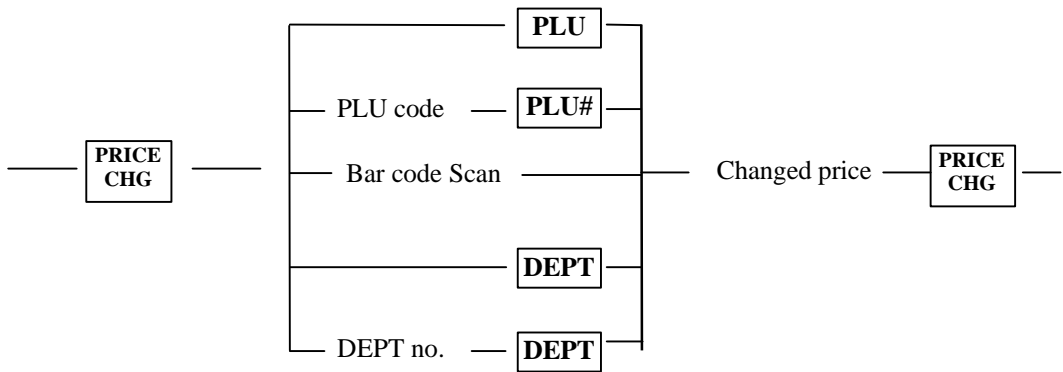 PLU
PLU code PLU#
PRICE
CHG
Bar code Scan
Changed price
PRICE
CHG
DEPT
DEPT no. DEPT